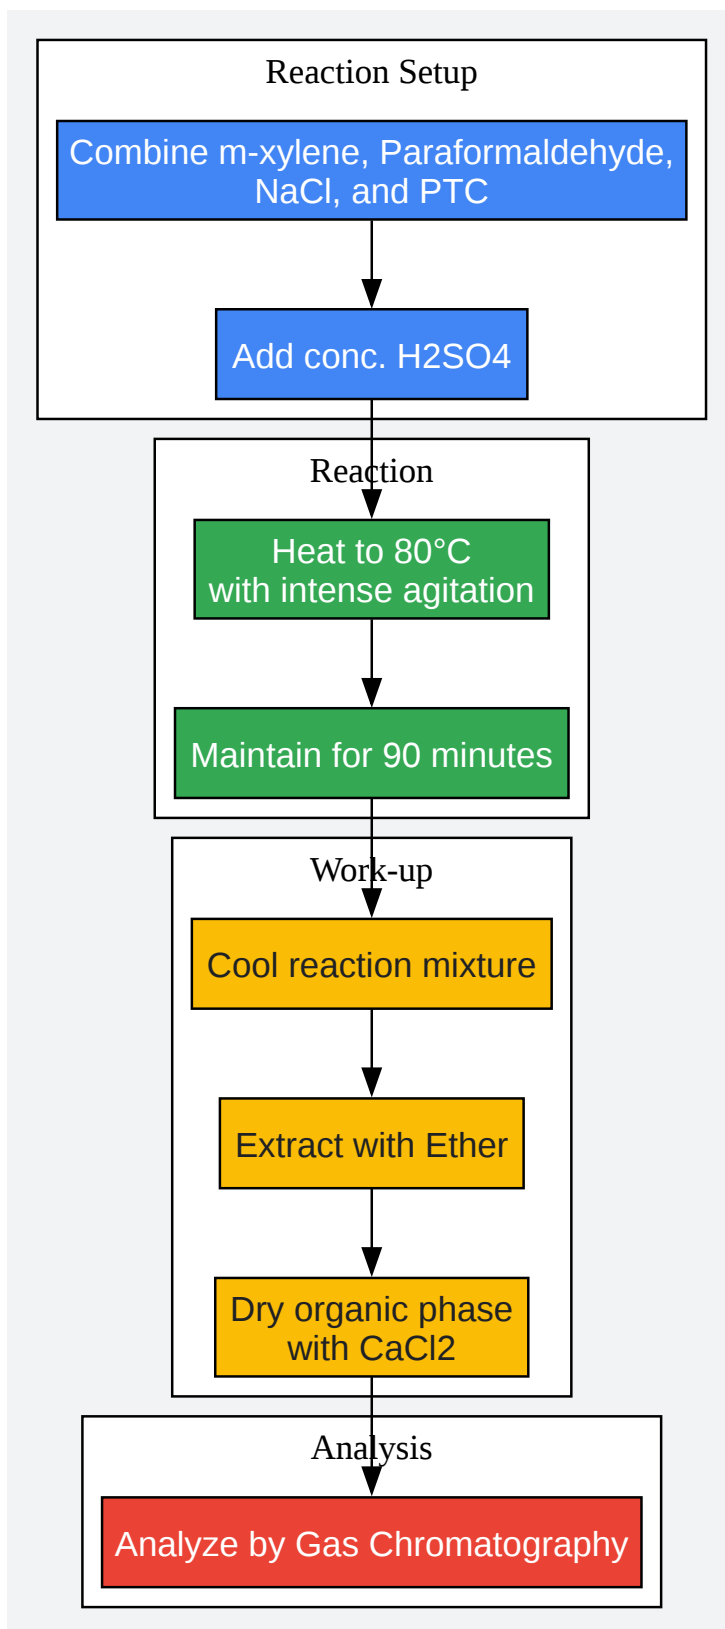 Reaction Setup
Combine m-xylene, Paraformaldehyde,
NaCl, and PTC
Add conc. H2SO4
Reaction
Heat to 80°C
with intense agitation
Maintain for 90 minutes
Work-up
Cool reaction mixture
Extract with Ether
Dry organic phase
with CaCl2
Analysis
Analyze by Gas Chromatography